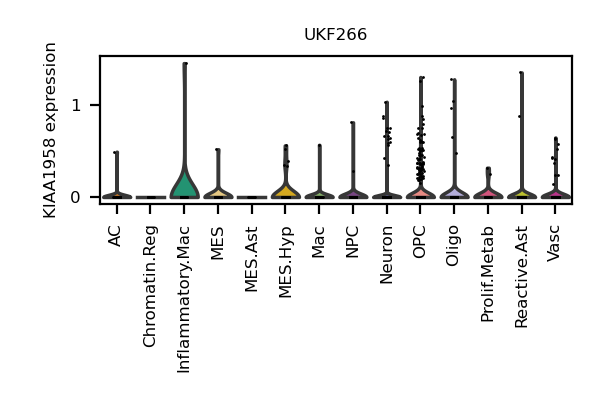 UKF266
KIAA1958 expression
1
0
AC
Chromatin.Reg
Inflammatory.Mac
MES
MES.Ast
MES.Hyp
Mac
NPC
Neuron
OPC
Oligo
Prolif.Metab
Reactive.Ast
Vasc